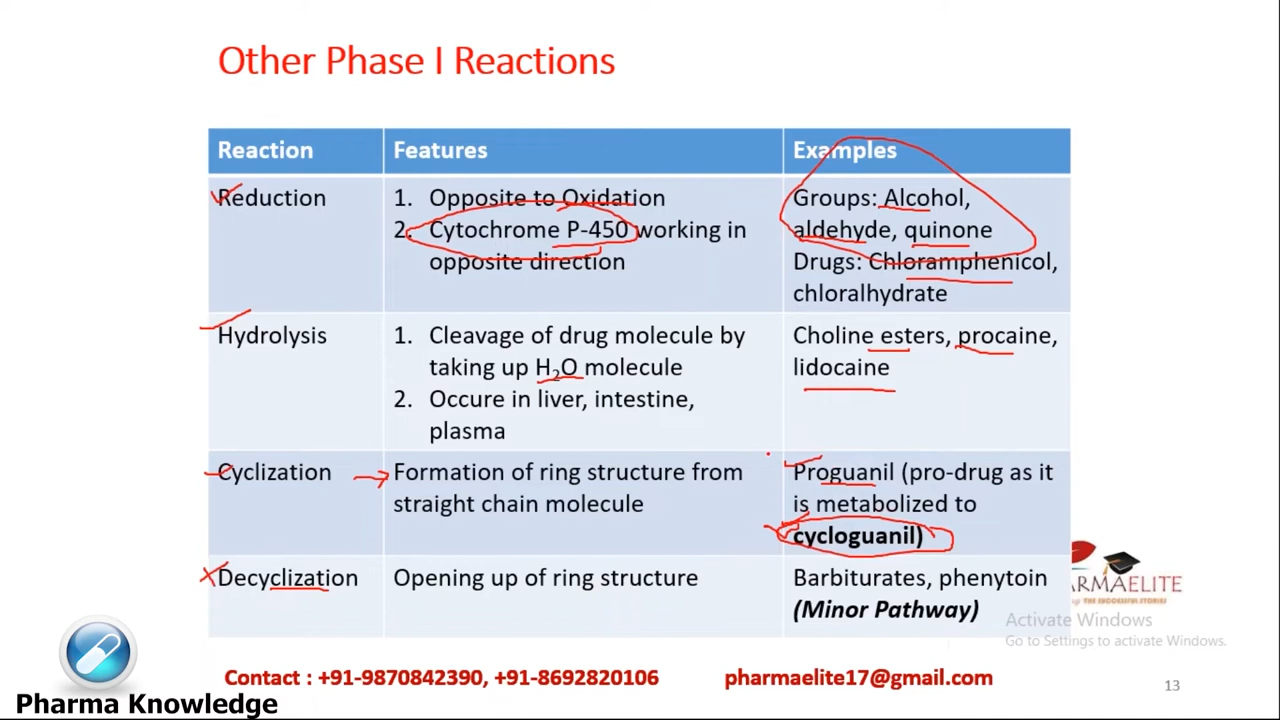 Other Phase I Reactions
Reaction Features Examples
Reduction
1. Opposite to Oxidation
2. Cytochrome P-450 working in
opposite direction
Groups: Alcohol,
aldehyde, quinone
Drugs: Chloramphenicol,
chloralhydrate
Hydrolysis
1. Cleavage of drug molecule by
taking up H₂O molecule
2. Occure in liver, intestine,
plasma
Choline esters, procaine,
lidocaine
Cyclization
Formation of ring structure from
straight chain molecule
Proguanil (pro-drug as it
is metabolized to
cycloguanil)
Decyclization
Opening up of ring structure
Barbiturates, phenytoin
(Minor Pathway)
THE SUCCESSFUL STORIES
Activate Windows
Go to Settings to activate Windows.
Contact : +91-9870842390, +91-8692820106 pharmaelite17@gmail.com
13
Pharma Knowledge